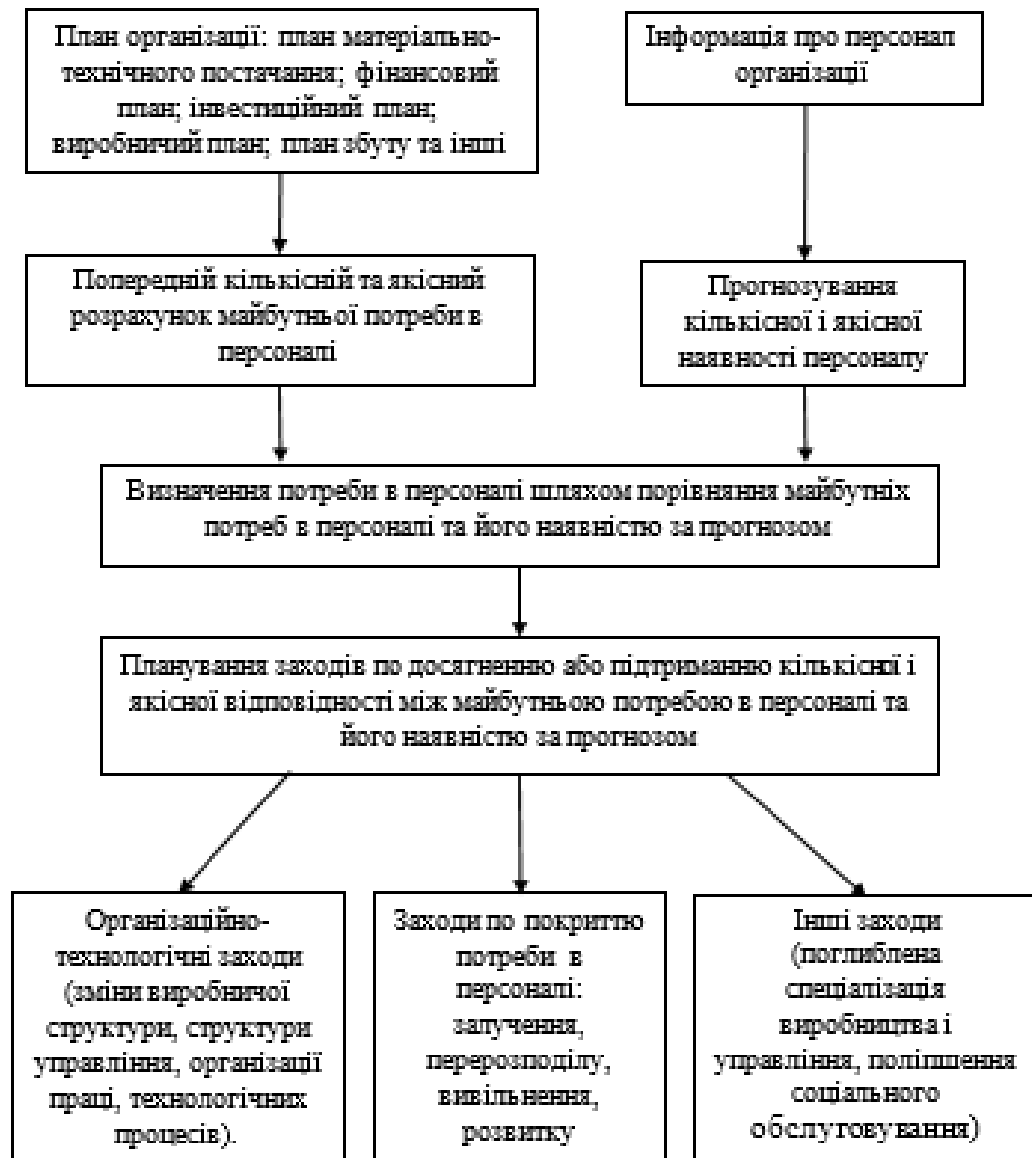 План організації: план матеріально-
технічного постачання; фінансовий
план; інвестиційний план;
виробничий план; план збуту та інші
Інформація про персонал
організації
Попередній кількісній та якісний
розрахунок майбутньої потреби в
персоналі
Прогнозування
кількісної і якісної
наявності персоналу
Визначення потреби в персоналі шляхом порівняння майбутніх
потреб в персоналі та його наявністю за прогнозом
Планування заходів по досягненню або підтриманню кількісної і
якісної відповідності між майбутньою потребою в персоналі та
його наявністю за прогнозом
Організаційно-
технологічні заходи
(зміни виробничої
структури, структури
управління, організації
праці, технологічних
процесів).
Заходи по покриттю
потреби в
персоналі:
залучення,
перерозподілу,
вивільнення,
розвитку
Інші заходи
(поглиблена
спеціалізація
виробництва і
управління, поліпшення
соціального
обслуговування)